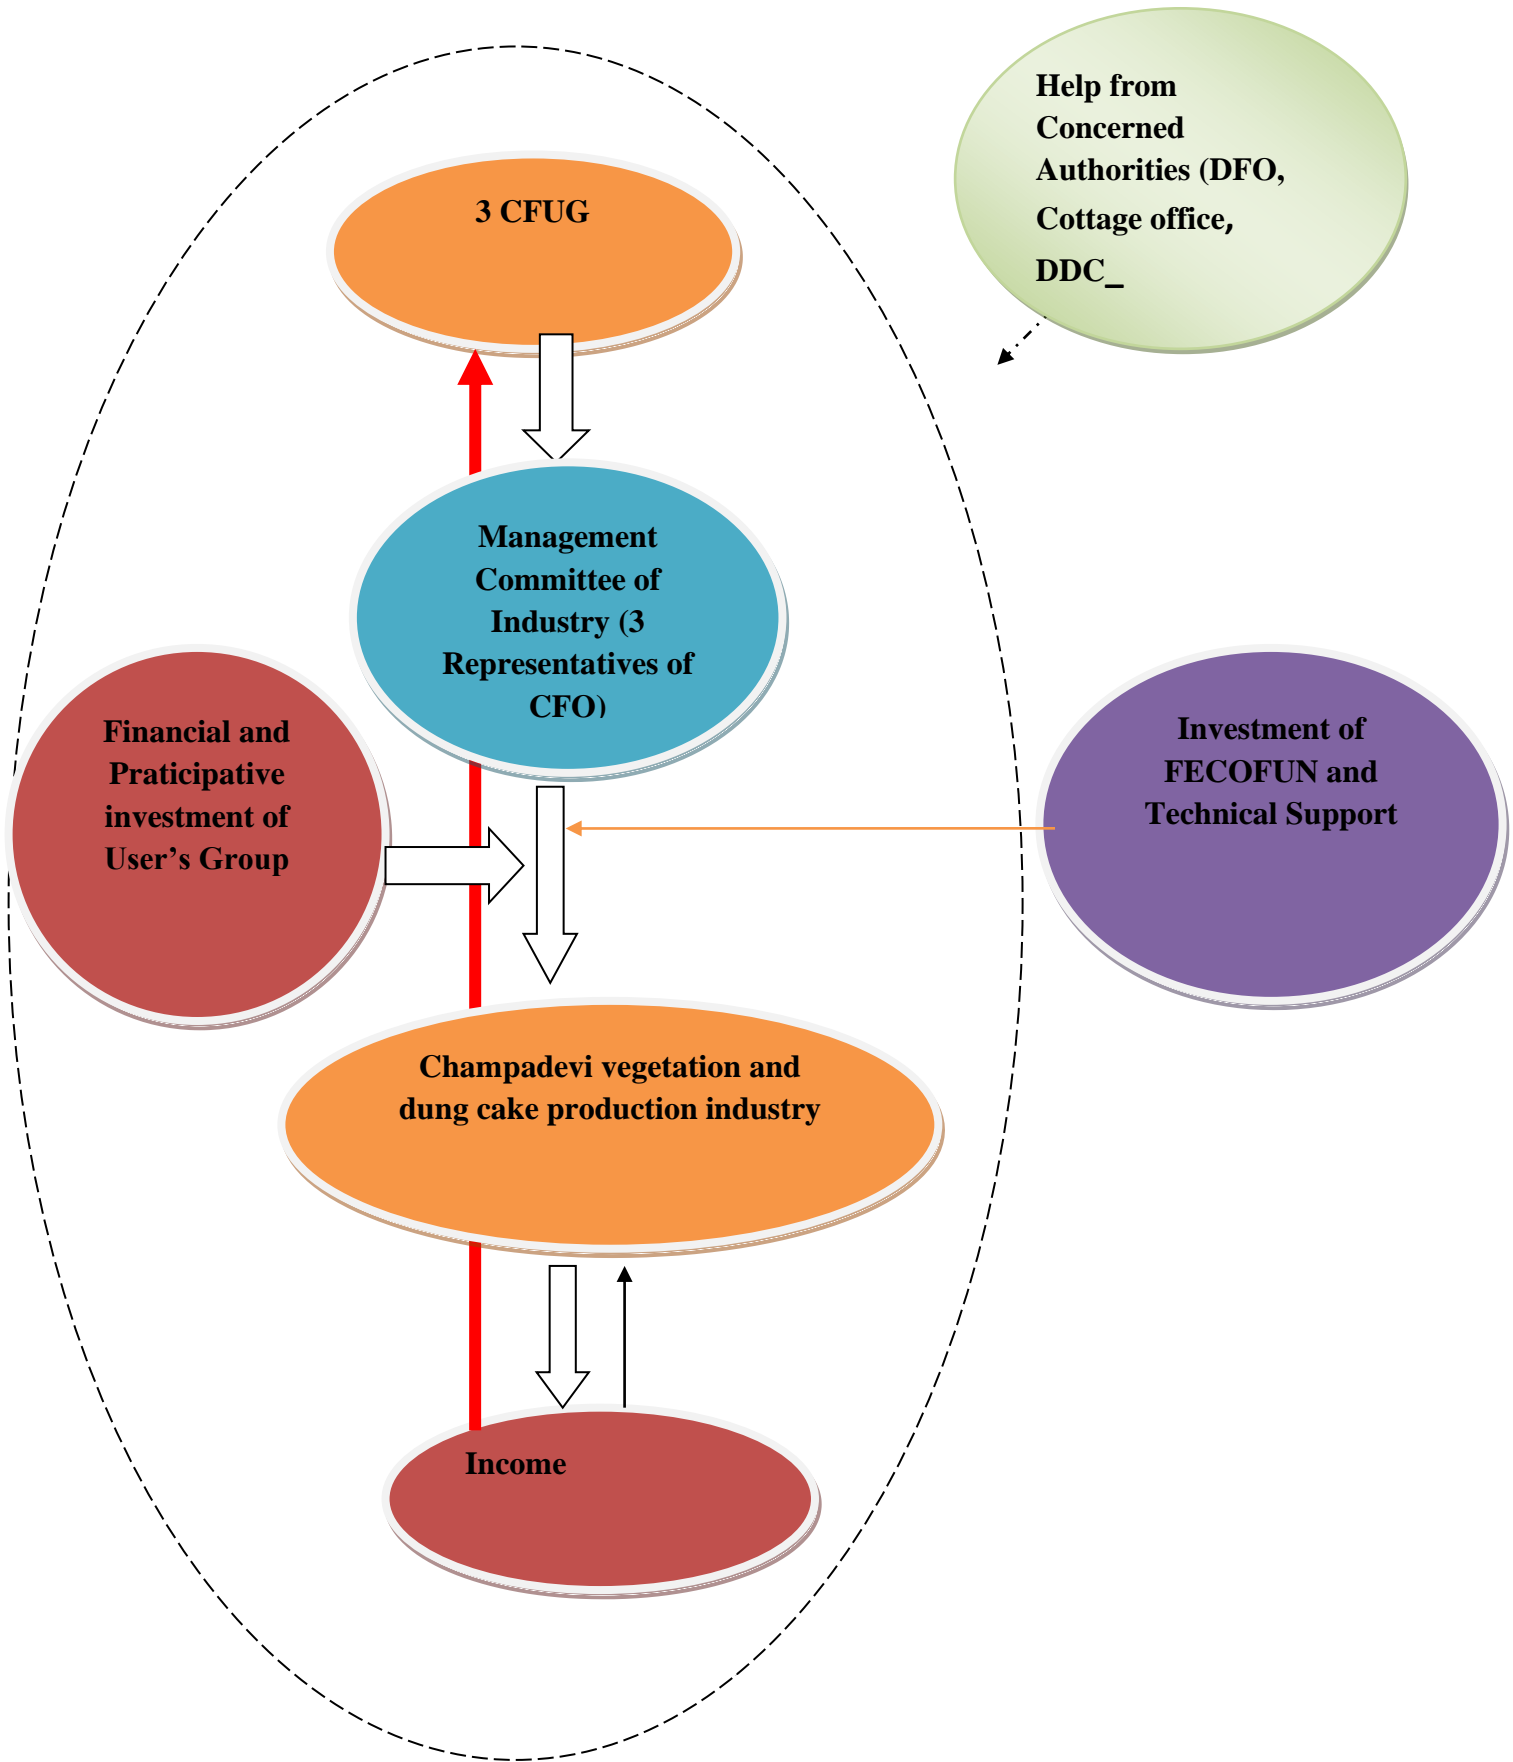 Help from
Concerned
Authorities (DFO,
Cottage office,
DDC_
3 CFUG
Management
Committee of
Industry (3
Representatives of
CFO)
Financial and
Praticipative
investment of
User’s Group
Investment of
FECOFUN and
Technical Support
Champadevi vegetation and
dung cake production industry
Income